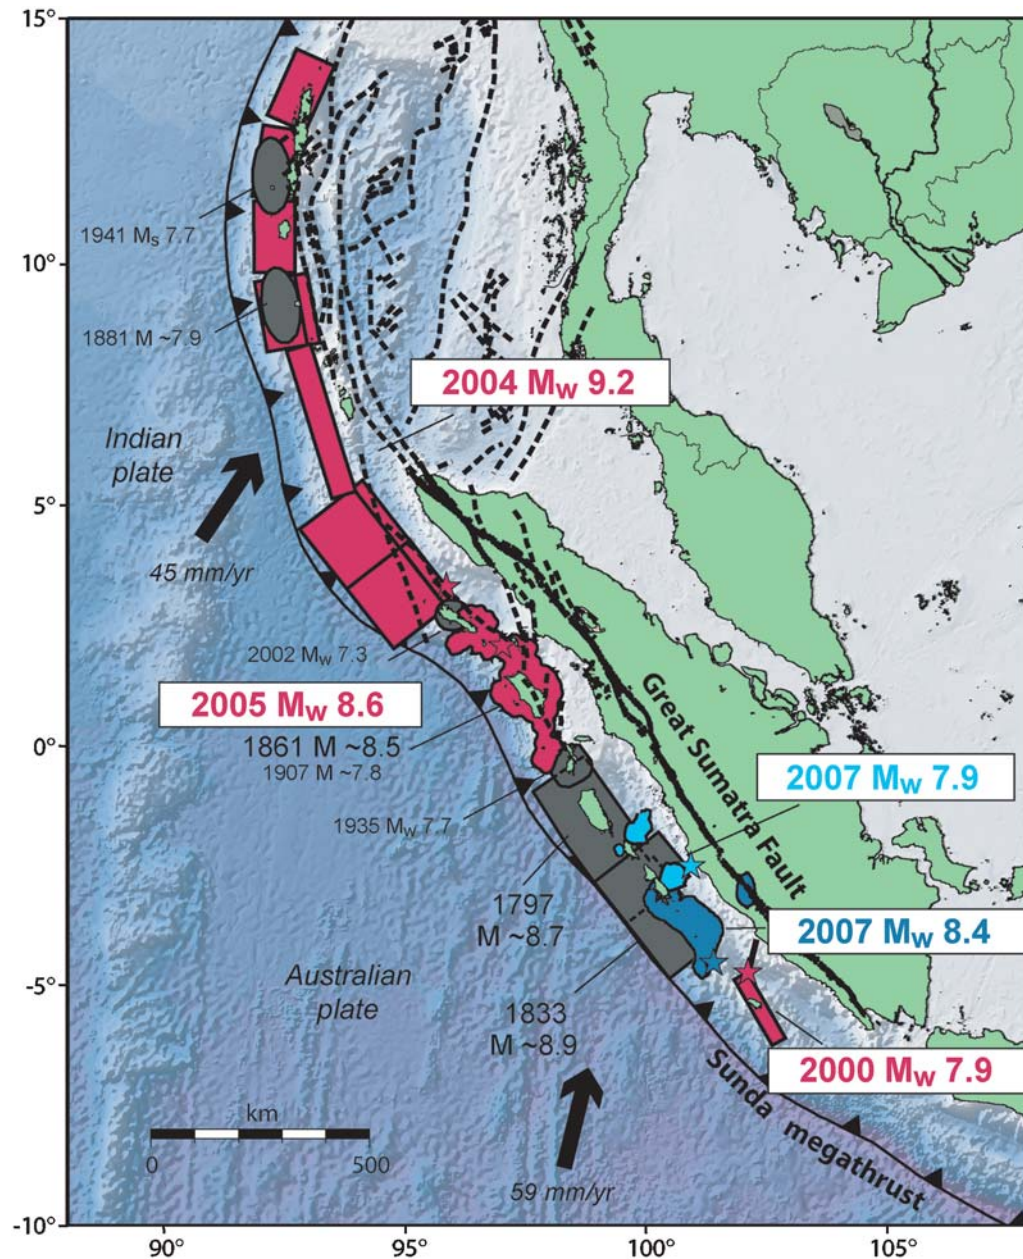 15°
1941 Ms 7.7
10°
1881 M ~7.9
2004 Mw 9.2
Indian
plate
5°
45 mm/yr
2002 Mw 7.3
2005 Mw 8.6
1861 M ~8.5
0°
1907 M ~7.8
Great Sumatra Fault
2007 Mw 7.9
1935 Mw 7.7
1797
M ~8.7
2007 Mw 8.4
Australian
plate
-5°
1833
M ~8.9
2000 Mw 7.9
Sunda megathrust
km
0 500
59 mm/yr
-10°
90° 95° 100° 105°